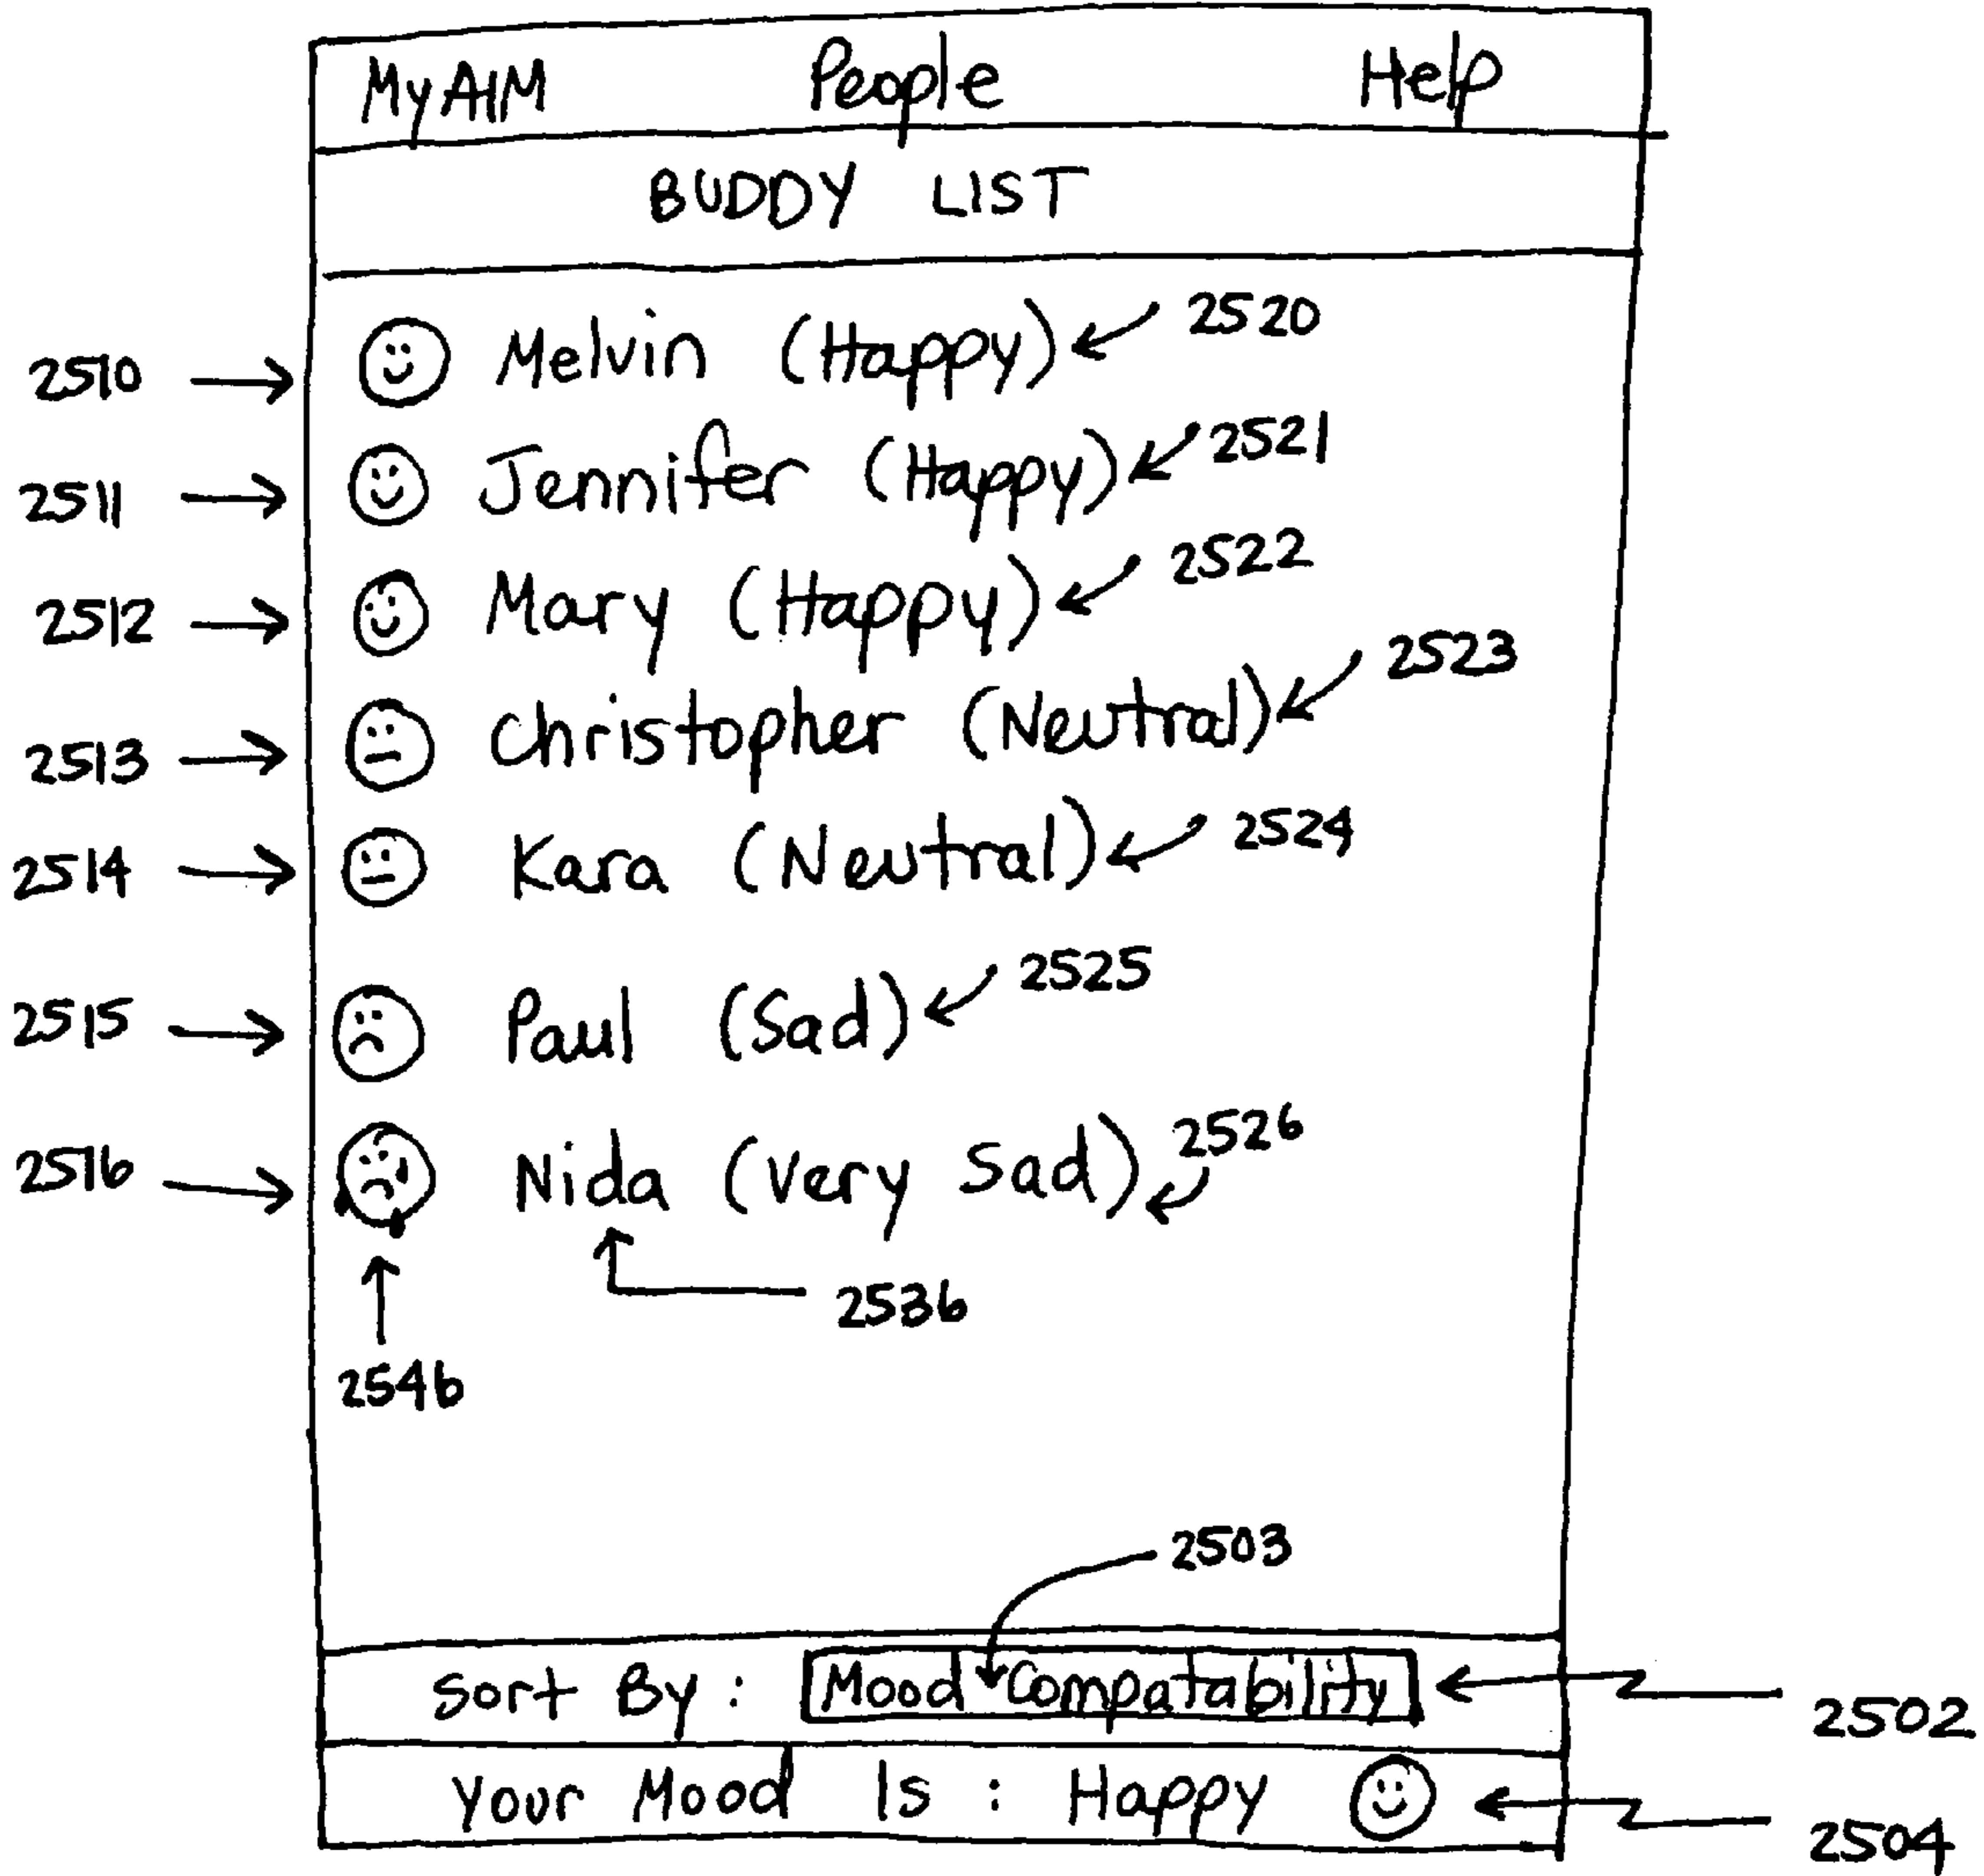 MyAIM People Help
BUDDY LIST
2510 Melvin (Happy) 2520
2511 Jennifer (Happy) 2521
2512 Mary (Happy) 2522
2513 Christopher (Neutral) 2523
2514 Kara (Neutral) 2524
2515 Paul (Sad) 2525
2516 Nida (Very Sad) 2526
2536
2546
2503
Sort By: Mood Compatability 2502
Your Mood Is: Happy 2504